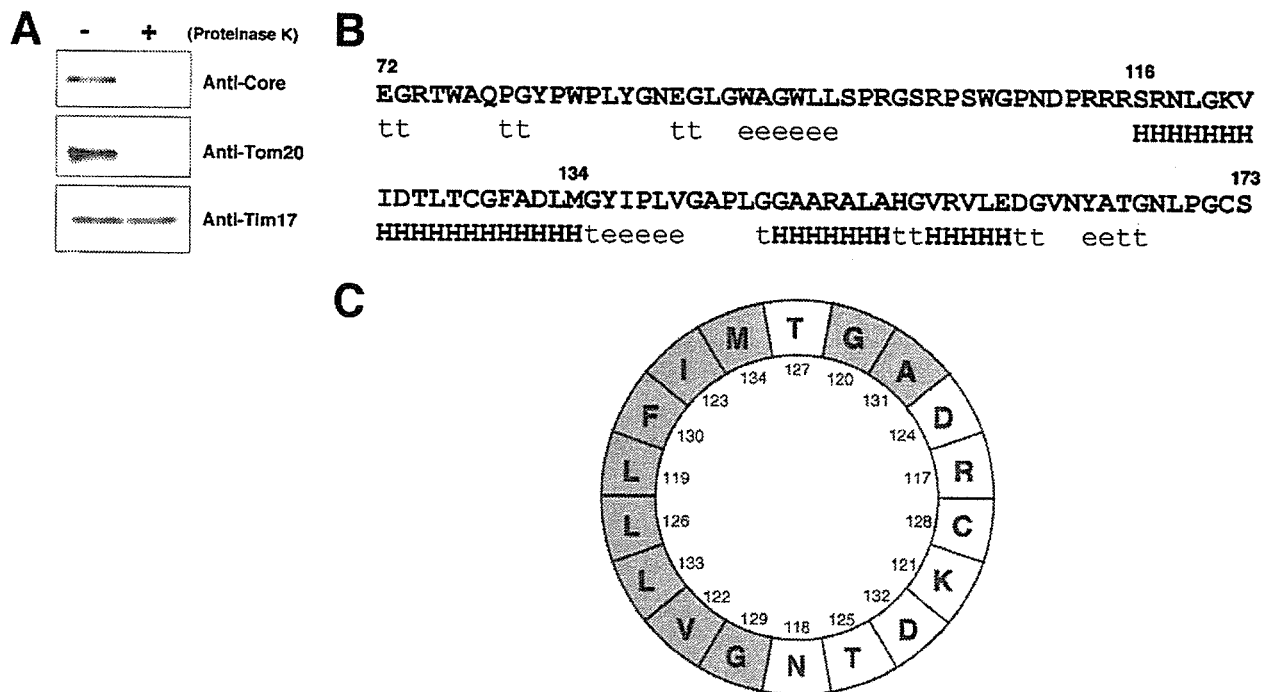 A
- + (Proteinase K)
Anti-Core
Anti-Tom20
Anti-Tim17
B
72 116
EGRTWAQPGYPWPLYGNEGLGWAGWLLSPRGSRPSWGPNDPRRRSRNLGKV
tt tt tt eeeeee HHHHHHH
134 173
IDTLTCGFADLMGYIPLVGAPLGGAARALAHGVRVLEDGVNYATGNLPGCS
HHHHHHHHHHHHteeeee tHHHHHHHttHHHHHtt eett
C
T 127
G 120
A 131
D 124
R 117
C 128
K 121
D 132
T 125
N 118
G 129
V 122
L 133
L 126
L 119
F 130
I 123
M 134